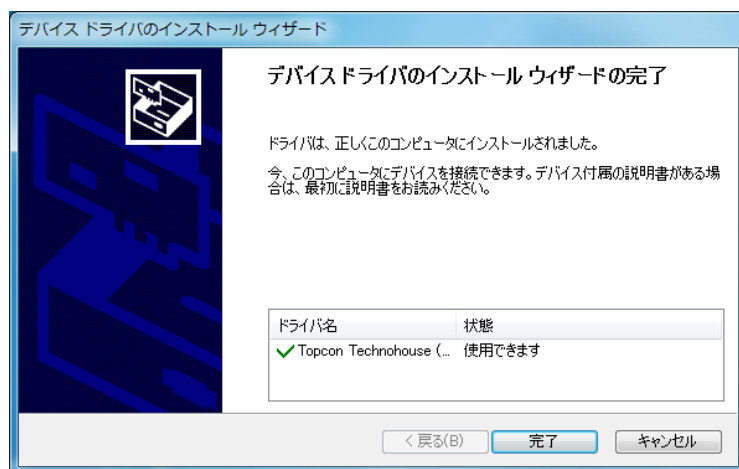 デバイス ドライバのインストール ウィザード
デバイス ドライバのインストール ウィザードの完了
ドライバは、正しくこのコンピュータにインストールされました。
今、このコンピュータにデバイスを接続できます。デバイス付属の説明書がある場
合は、最初に説明書をお読みください。
ドライバ名 状態
Topcon Technohouse (... 使用できます
< 戻る(B) 完了 キャンセル